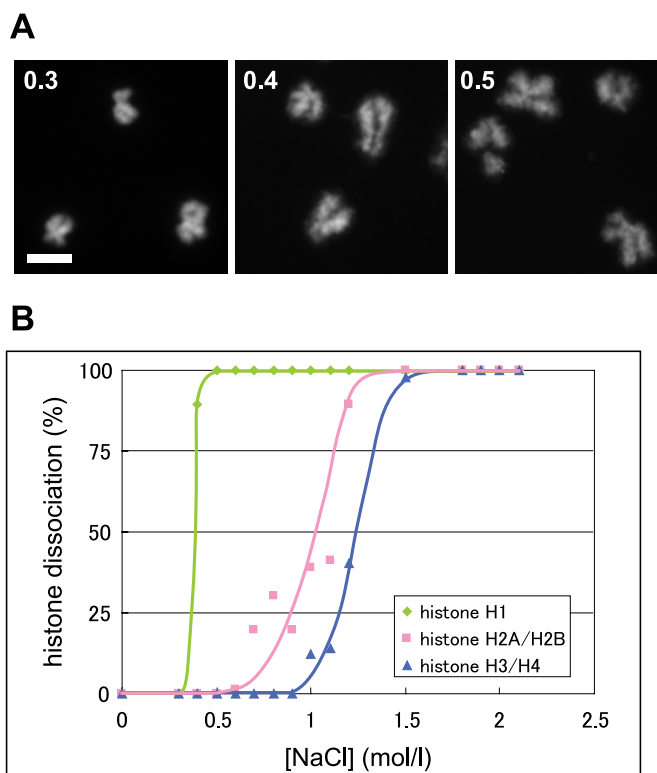 A
0.3 0.4 0.5
B
100
75
50
25
0
histone dissociation (%)
0 0.5 1 1.5 2 2.5
[NaCl] (mol/l)
histone H1
histone H2A/H2B
histone H3/H4